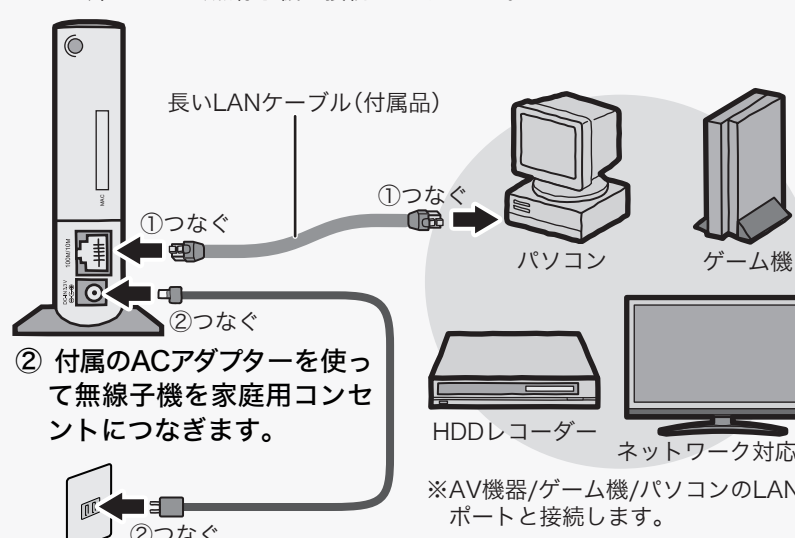 長いLANケーブル(付属品)
①つなぐ
①つなぐ
MAC
100M/10M
パソコン
ゲーム機
②つなぐ
② 付属のACアダプターを使っ
て無線子機を家庭用コンセ
ントにつなぎます。
HDDレコーダー
ネットワーク対応
※AV機器/ゲーム機/パソコンのLAN
ポートと接続します。
②つなぐ